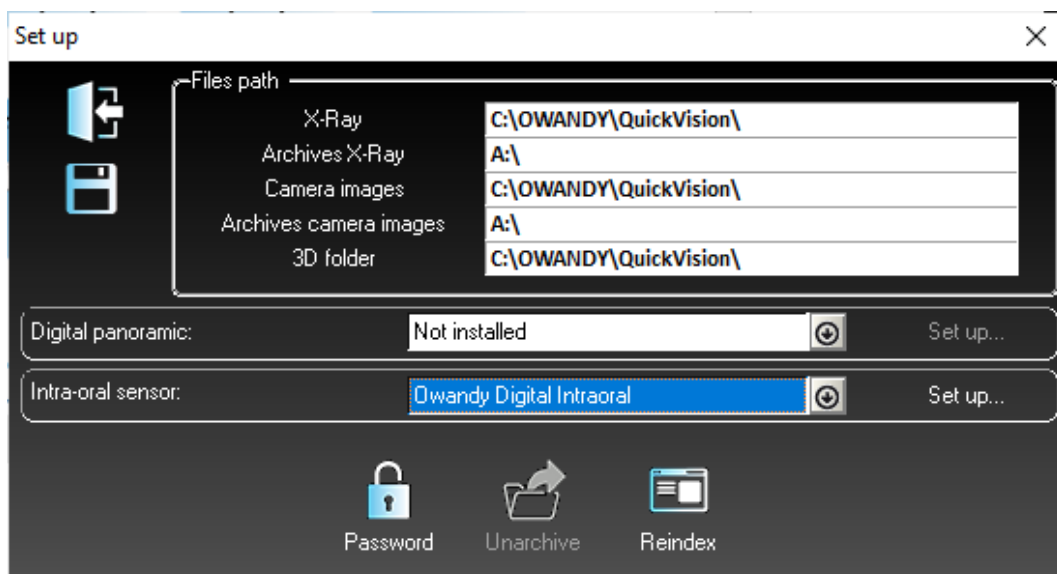 Set up
Files path
X-Ray C:\OWANDY\QuickVision\
Archives X-Ray A:\
Camera images C:\OWANDY\QuickVision\
Archives camera images A:\
3D folder C:\OWANDY\QuickVision\
Digital panoramic: Not installed Set up...
Intra-oral sensor: Owandy Digital Intraoral Set up...
Password Unarchive Reindex